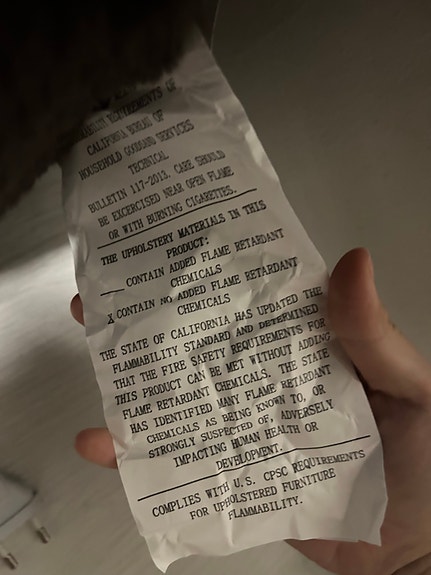 REQUIREMENTS OF
CALIFORNIA BUREAU OF
HOUSEHOLD GOODSAND SERVICES
TECHNICAL
BULLETIN 117-2013. CARE SHOULD
BE EXCERCISED NEAR OPEN FLAME
OR WITH BURNING CIGARETTES.
THE UPHOLSTERY MATERIALS IN THIS
PRODUCT:
___ CONTAIN ADDED FLAME RETARDANT
CHEMICALS
X CONTAIN NO ADDED FLAME RETARDANT
CHEMICALS
THE STATE OF CALIFORNIA HAS UPDATED THE
FLAMMABILITY STANDARD AND DETERMINED
THAT THE FIRE SAFETY REQUIREMENTS FOR
THIS PRODUCT CAN BE MET WITHOUT ADDING
FLAME RETARDANT CHEMICALS. THE STATE
HAS IDENTIFIED MANY FLAME RETARDANT
CHEMICALS AS BEING KNOWN TO, OR
STRONGLY SUSPECTED OF, ADVERSELY
IMPACTING HUMAN HEALTH OR
DEVELOPMENT.
COMPLIES WITH U.S. CPSC REQUIREMENTS
FOR UPHOLSTERED FURNITURE
FLAMMABILITY.